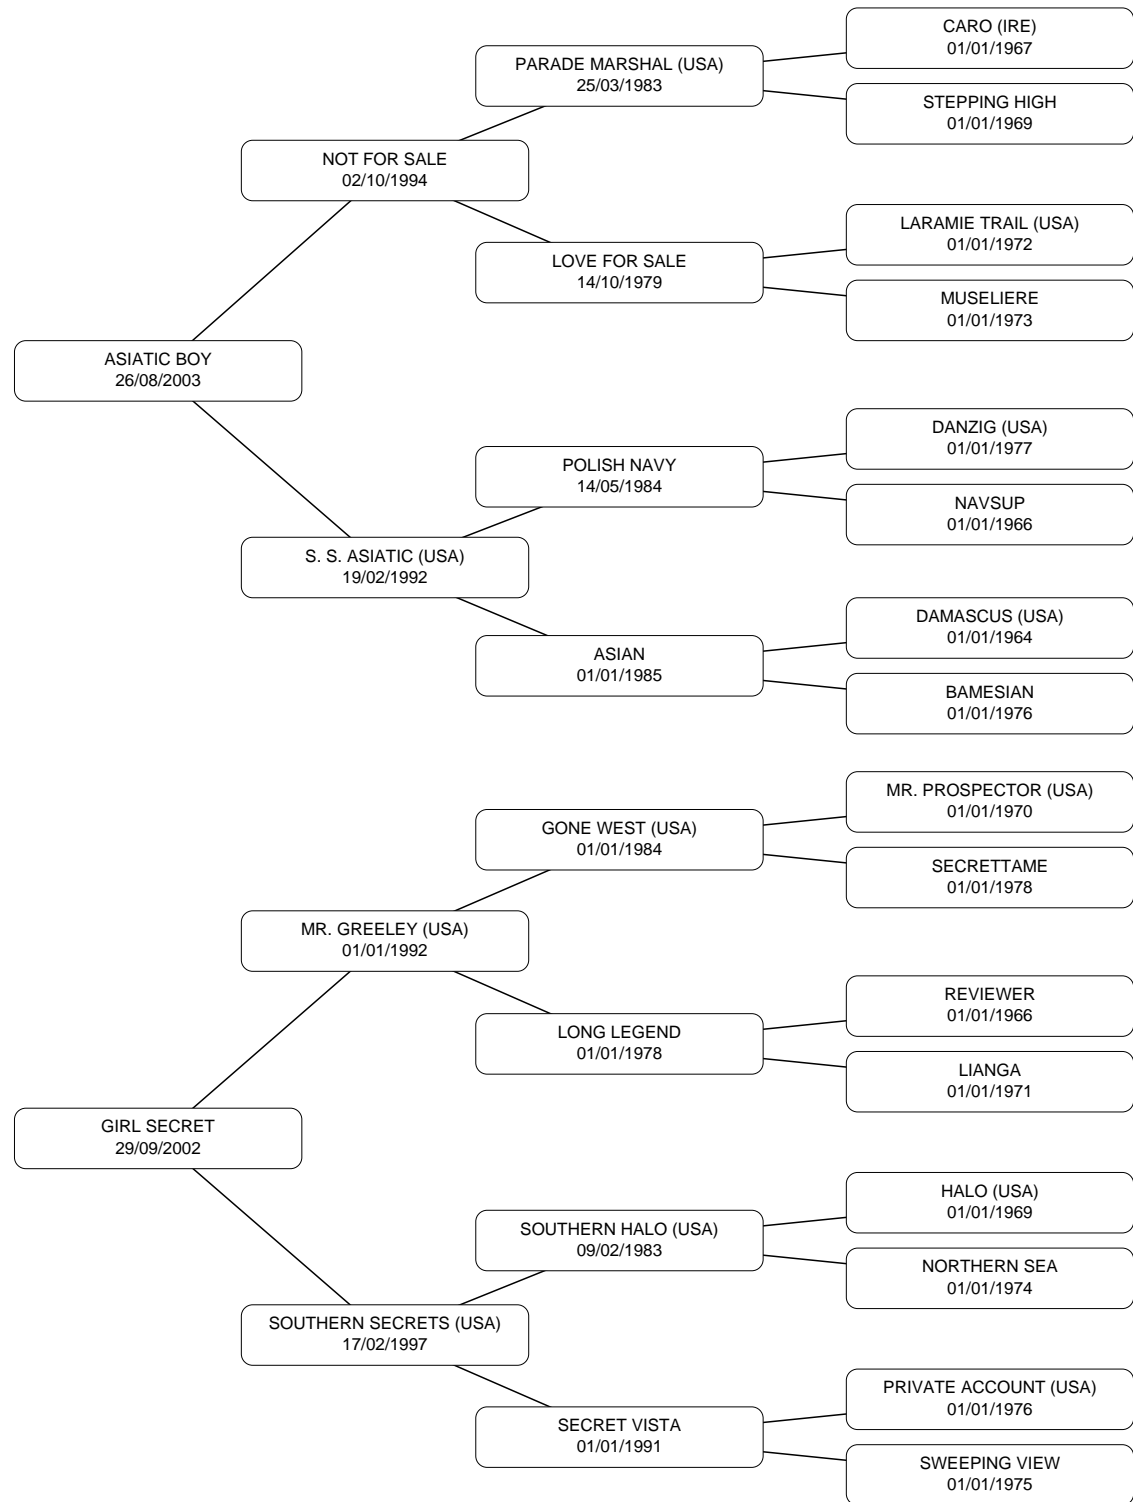 CARO (IRE)
01/01/1967
PARADE MARSHAL (USA)
25/03/1983
STEPPING HIGH
01/01/1969
NOT FOR SALE
02/10/1994
LARAMIE TRAIL (USA)
01/01/1972
LOVE FOR SALE
14/10/1979
MUSELIERE
01/01/1973
ASIATIC BOY
26/08/2003
DANZIG (USA)
01/01/1977
POLISH NAVY
14/05/1984
NAVSUP
01/01/1966
S. S. ASIATIC (USA)
19/02/1992
DAMASCUS (USA)
01/01/1964
ASIAN
01/01/1985
BAMESIAN
01/01/1976
MR. PROSPECTOR (USA)
01/01/1970
GONE WEST (USA)
01/01/1984
SECRETTAME
01/01/1978
MR. GREELEY (USA)
01/01/1992
REVIEWER
01/01/1966
LONG LEGEND
01/01/1978
LIANGA
01/01/1971
GIRL SECRET
29/09/2002
HALO (USA)
01/01/1969
SOUTHERN HALO (USA)
09/02/1983
NORTHERN SEA
01/01/1974
SOUTHERN SECRETS (USA)
17/02/1997
PRIVATE ACCOUNT (USA)
01/01/1976
SECRET VISTA
01/01/1991
SWEEPING VIEW
01/01/1975